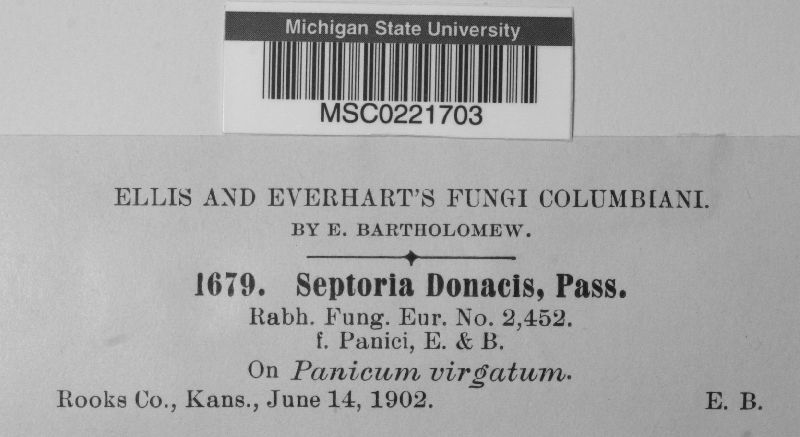 Michigan State University
MSC0221703
ELLIS AND EVERHART'S FUNGI COLUMBIANI.
BY E. BARTHOLOMEW.
1679. Septoria Donacis, Pass.
Rabh. Fung. Eur. No. 2,452.
f. Panici, E. & B.
On Panicum virgatum.
Rooks Co., Kans., June 14, 1902. E. B.